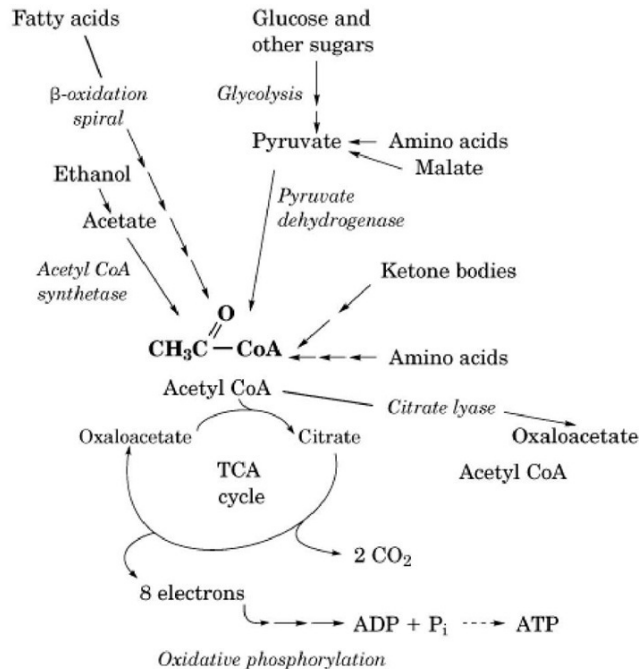 Fatty acids
Glucose and
other sugars
β-oxidation
spiral
Glycolysis
Pyruvate
Amino acids
Malate
Ethanol
Acetate
Pyruvate
dehydrogenase
Acetyl CoA
synthetase
Ketone bodies
O
CH₃C — CoA
Amino acids
Acetyl CoA
Citrate lyase
Oxaloacetate
Citrate
Oxaloacetate
TCA
cycle
Acetyl CoA
2 CO₂
8 electrons
ADP + Pᵢ
ATP
Oxidative phosphorylation